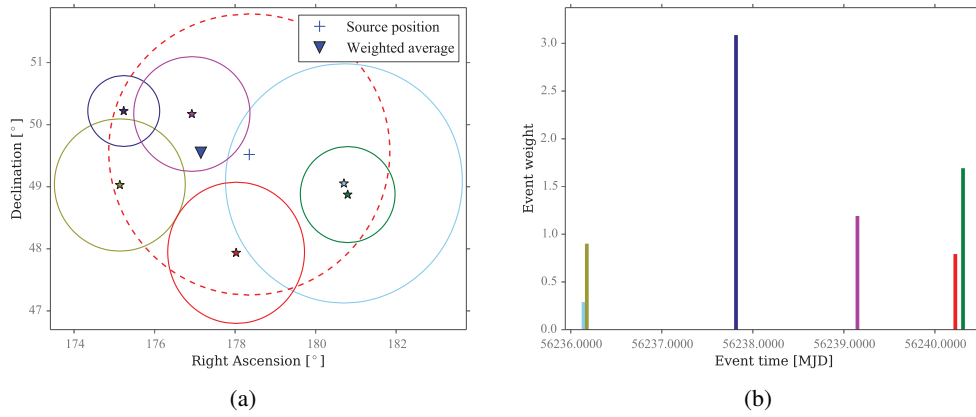 Source position
Weighted average
51
50
49
48
47
Declination [°]
174
176
178
180
182
Right Ascension [°]
(a)
3.0
2.5
2.0
1.5
1.0
0.5
0.0
Event weight
56236.0000
56237.0000
56238.0000
56239.0000
56240.0000
Event time [MJD]
(b)